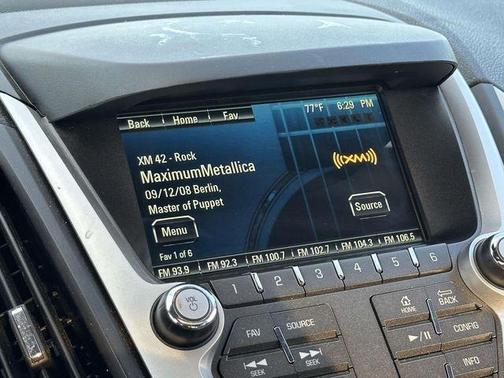 77°F 6:29 PM
Back Home Fav
XM 42 - Rock
MaximumMetallica
09/12/08 Berlin,
Master of Puppet
((XM))
Menu
Source
Fav 1 of 6
FM 93.9 FM 92.3 FM 100.7 FM 102.7 FM 104.3 FM 106.5
1 2 3 4 5 6
VOL
FAV SOURCE
HOME BACK
SEEK SEEK
CONFIG
INFO